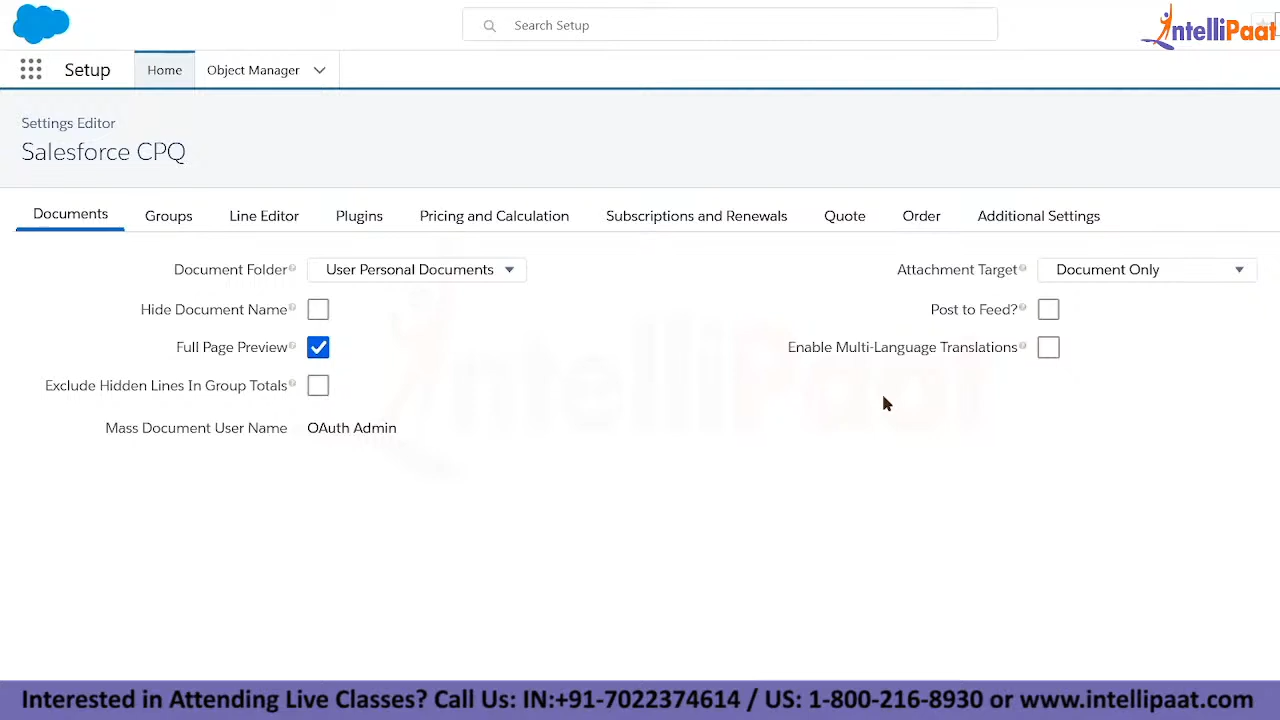 Search Setup
IntelliPaat
Setup
Home
Object Manager
Settings Editor
Salesforce CPQ
Documents
Groups
Line Editor
Plugins
Pricing and Calculation
Subscriptions and Renewals
Quote
Order
Additional Settings
Document Folder
User Personal Documents
Attachment Target
Document Only
Hide Document Name
Post to Feed?
Full Page Preview
Enable Multi-Language Translations
Exclude Hidden Lines In Group Totals
Mass Document User Name
OAuth Admin
IntelliPaat
Interested in Attending Live Classes? Call Us: IN:+91-7022374614 / US: 1-800-216-8930 or www.intellipaat.com